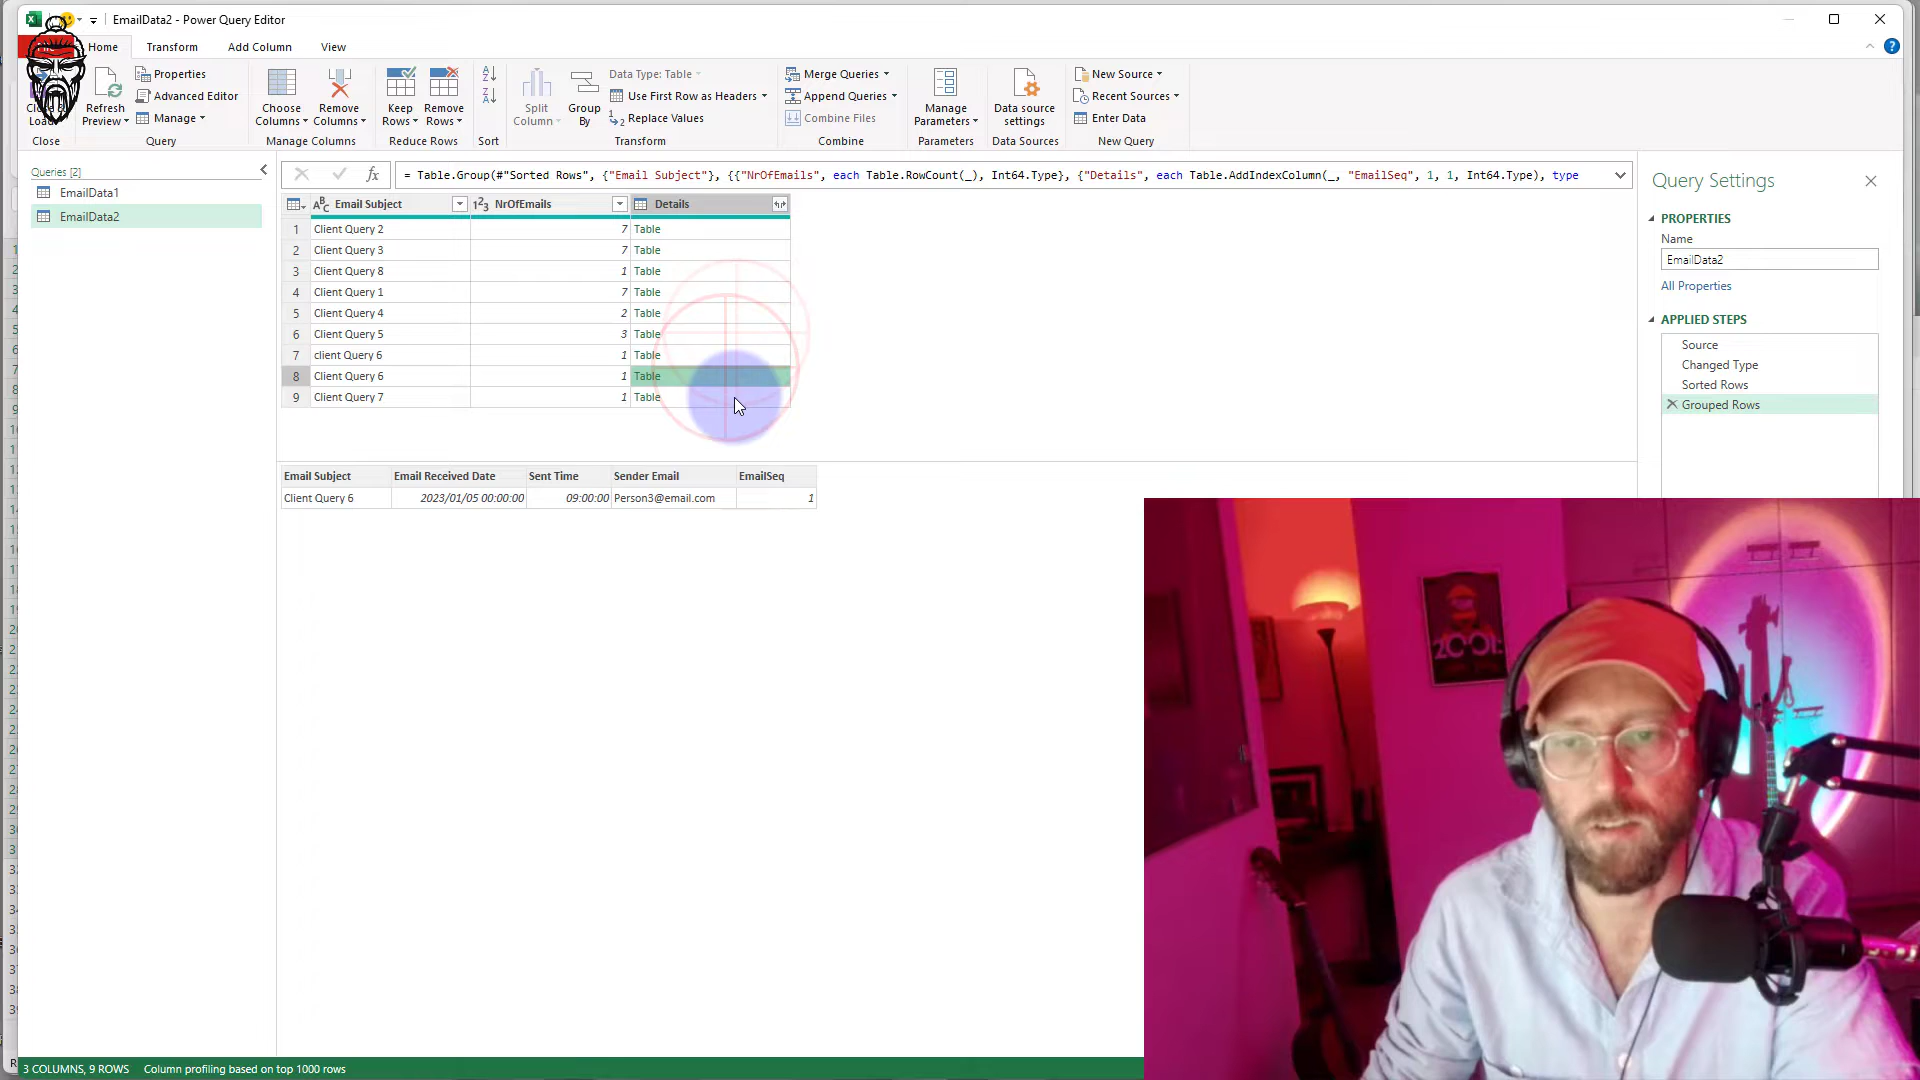 EmailData2 - Power Query Editor
Home Transform Add Column View
Refresh Preview
Properties
Advanced Editor
Manage
Choose Columns
Remove Columns
Keep Rows
Remove Rows
Split Column
Group By
Data Type: Table
Use First Row as Headers
Replace Values
Merge Queries
Append Queries
Combine Files
Manage Parameters
Data source settings
New Source
Recent Sources
Enter Data
Close Query Manage Columns Reduce Rows Sort Transform Combine Parameters Data Sources New Query
Queries [2]
EmailData1
EmailData2
fx = Table.Group(#"Sorted Rows", {"Email Subject"}, {{"NrOfEmails", each Table.RowCount(_), Int64.Type}, {"Details", each Table.AddIndexColumn(_, "EmailSeq", 1, 1, Int64.Type), type
Email Subject NrOfEmails Details
1 Client Query 2 7 Table
2 Client Query 3 7 Table
3 Client Query 8 1 Table
4 Client Query 1 7 Table
5 Client Query 4 2 Table
6 Client Query 5 3 Table
7 client Query 6 1 Table
8 Client Query 6 1 Table
9 Client Query 7 1 Table
Email Subject Email Received Date Sent Time Sender Email EmailSeq
Client Query 6 2023/01/05 00:00:00 09:00:00 Person3@email.com 1
Query Settings
PROPERTIES
Name
EmailData2
All Properties
APPLIED STEPS
Source
Changed Type
Sorted Rows
Grouped Rows
3 COLUMNS, 9 ROWS Column profiling based on top 1000 rows